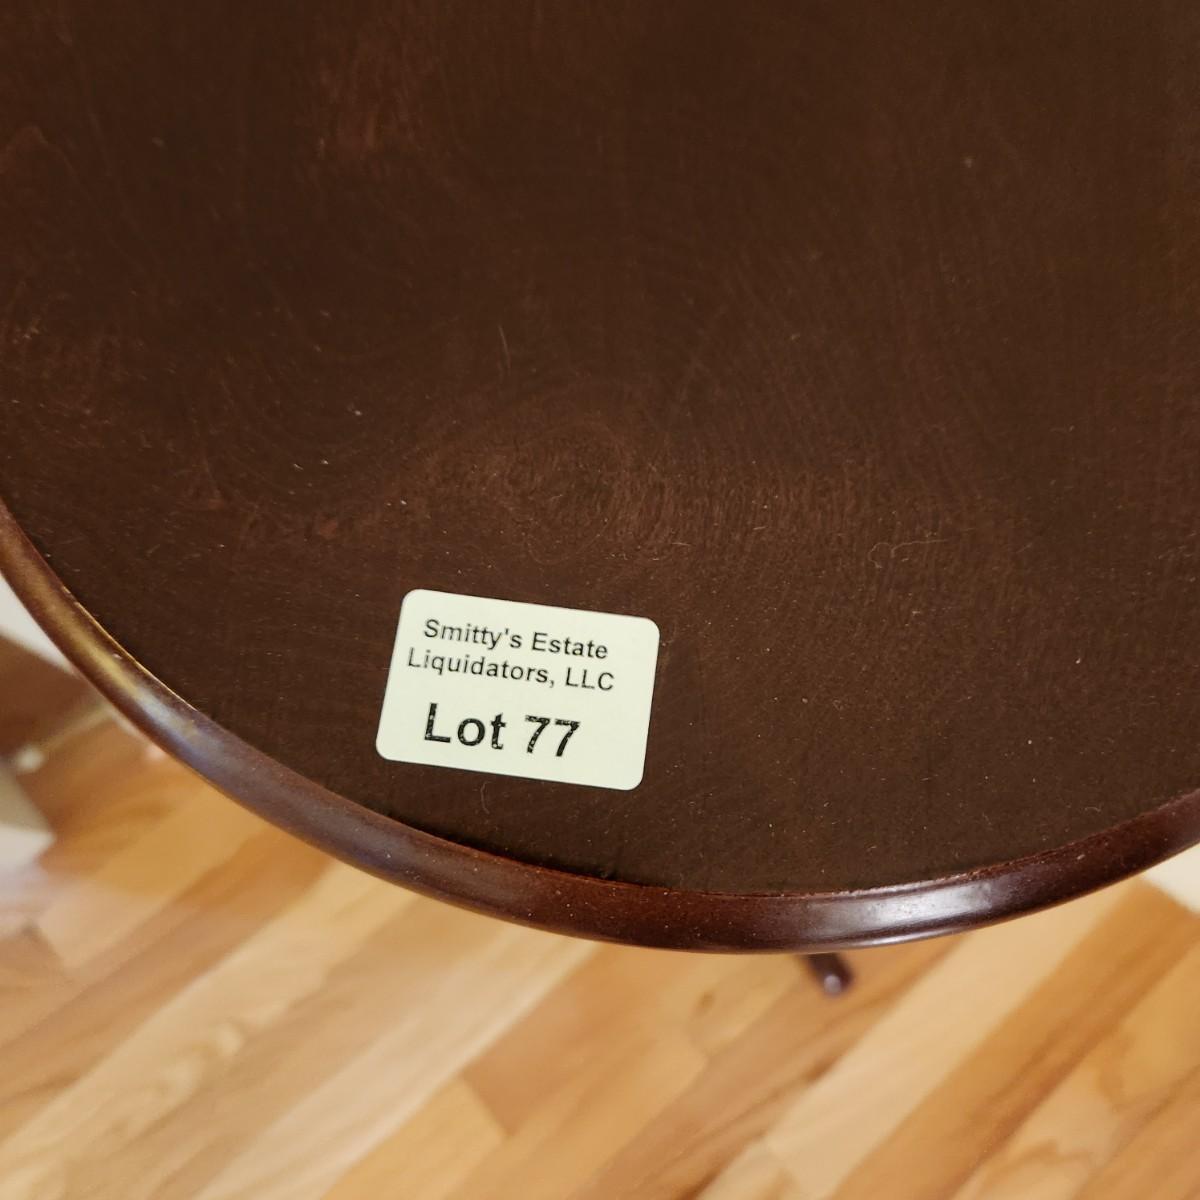 Smitty's Estate
Liquidators, LLC
Lot 77